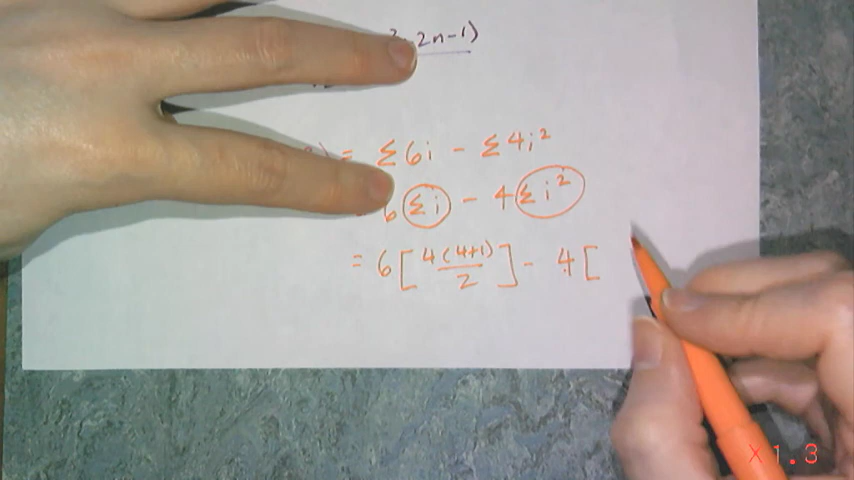 2n-1)
= Σ6i - Σ4i²
6 Σi - 4 Σi²
= 6[4(4+1)/2] - 4[
X1.3